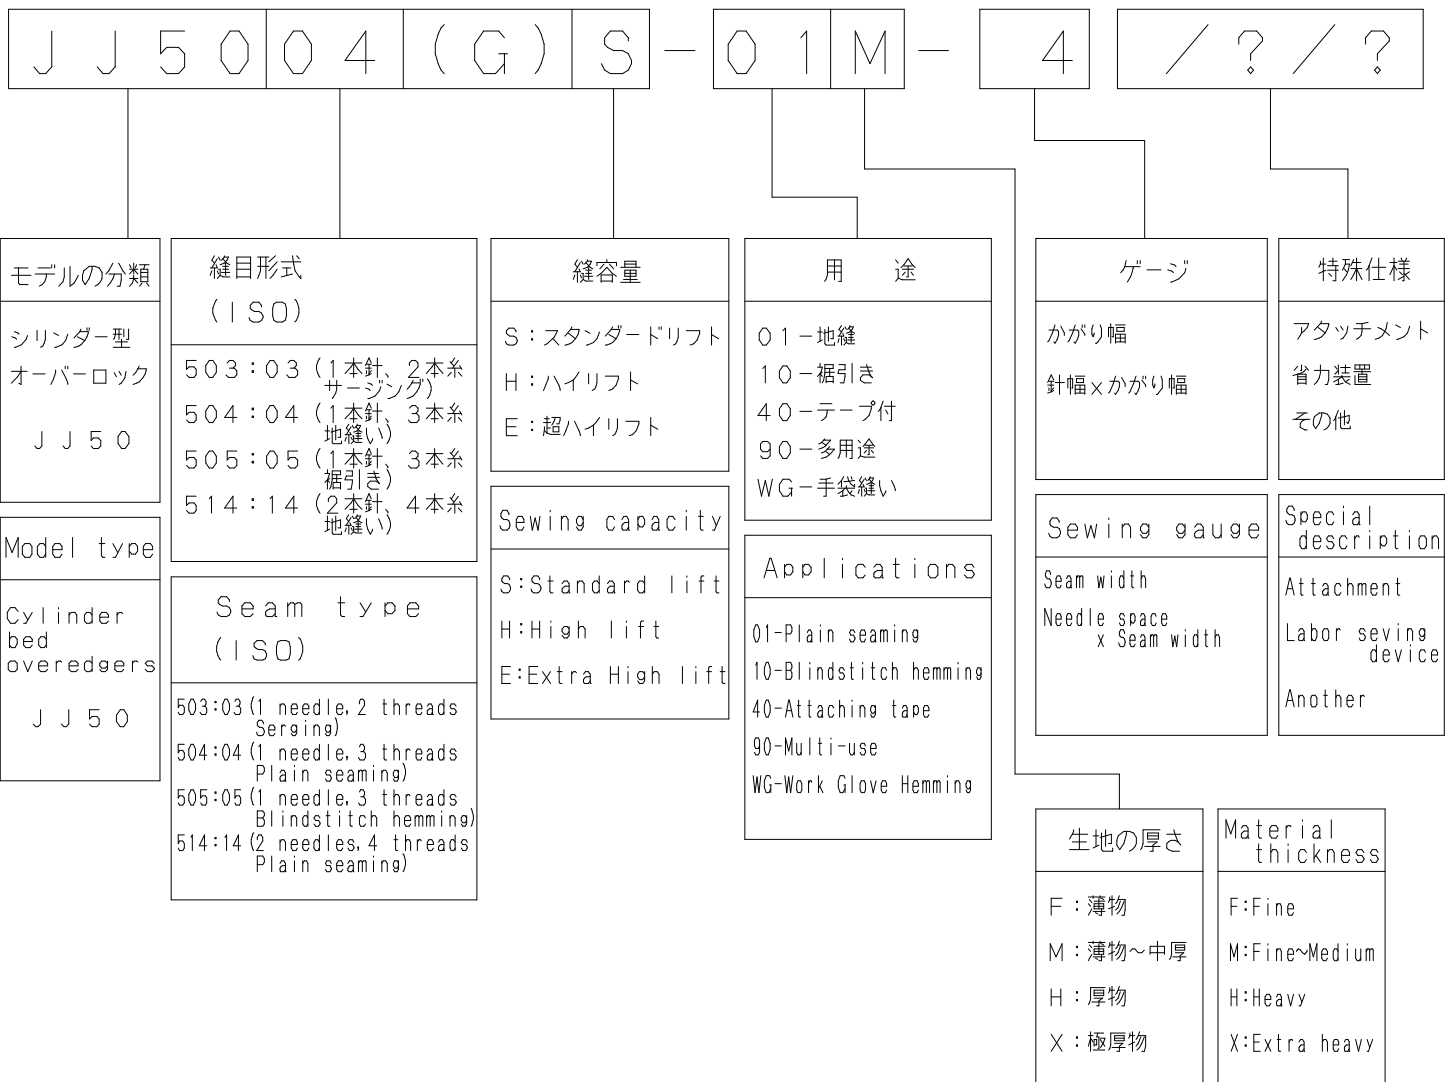 JJ5004(G)S-01M-4/?/?
モデルの分類
シリンダー型
オーバーロック
JJ50
Model type
Cylinder
bed
overedgers
JJ50
縫目形式
(ISO)
503:03(1本針、2本糸
サージング)
504:04(1本針、3本糸
地縫い)
505:05(1本針、3本糸
裾引き)
514:14(2本針、4本糸
地縫い)
Seam type
(ISO)
503:03(1 needle,2 threads
Serging)
504:04(1 needle,3 threads
Plain seaming)
505:05(1 needle,3 threads
Blindstitch hemming)
514:14(2 needles,4 threads
Plain seaming)
縫容量
S:スタンダードリフト
H:ハイリフト
E:超ハイリフト
Sewing capacity
S:Standard lift
H:High lift
E:Extra High lift
用途
01-地縫
10-裾引き
40-テープ付
90-多用途
WG-手袋縫い
Applications
01-Plain seaming
10-Blindstitch hemming
40-Attaching tape
90-Multi-use
WG-Work Glove Hemming
ゲージ
かがり幅
針幅×かがり幅
Sewing gauge
Seam width
Needle space
x Seam width
特殊仕様
アタッチメント
省力装置
その他
Special
description
Attachment
Labor seving
device
Another
生地の厚さ
F:薄物
M:薄物~中厚
H:厚物
X:極厚物
Material
thickness
F:Fine
M:Fine~Medium
H:Heavy
X:Extra heavy